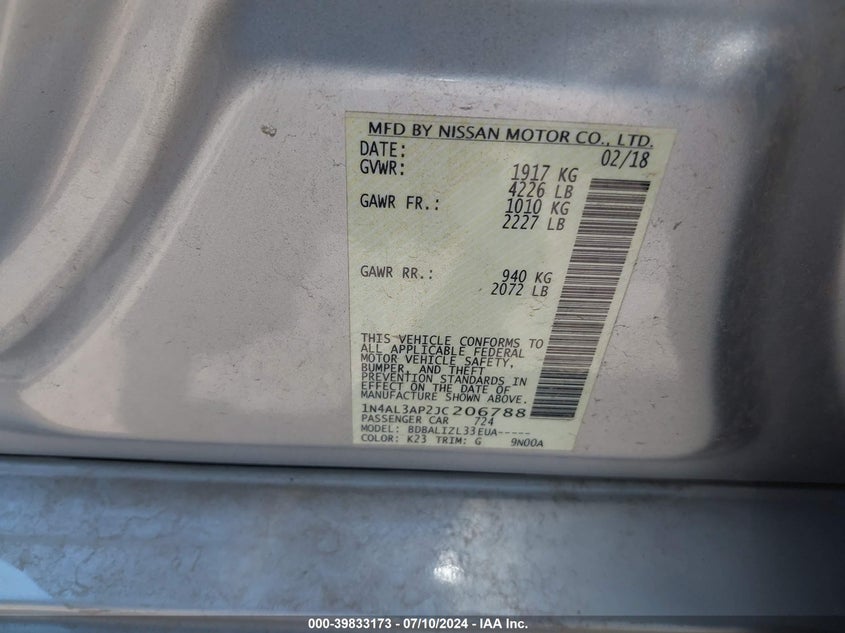 MFD BY NISSAN MOTOR CO., LTD.
DATE: 02/18
GVWR: 1917 KG
4226 LB
GAWR FR.: 1010 KG
2227 LB
GAWR RR.: 940 KG
2072 LB
THIS VEHICLE CONFORMS TO
ALL APPLICABLE FEDERAL
MOTOR VEHICLE SAFETY,
BUMPER, AND THEFT
PREVENTION STANDARDS IN
EFFECT ON THE DATE OF
MANUFACTURE SHOWN ABOVE.
1N4AL3AP2JC206788
PASSENGER CAR 724
MODEL: BDBALIZL33EUA-----
COLOR: K23 TRIM: G 9N00A
000-39833173 - 07/10/2024 - IAA Inc.